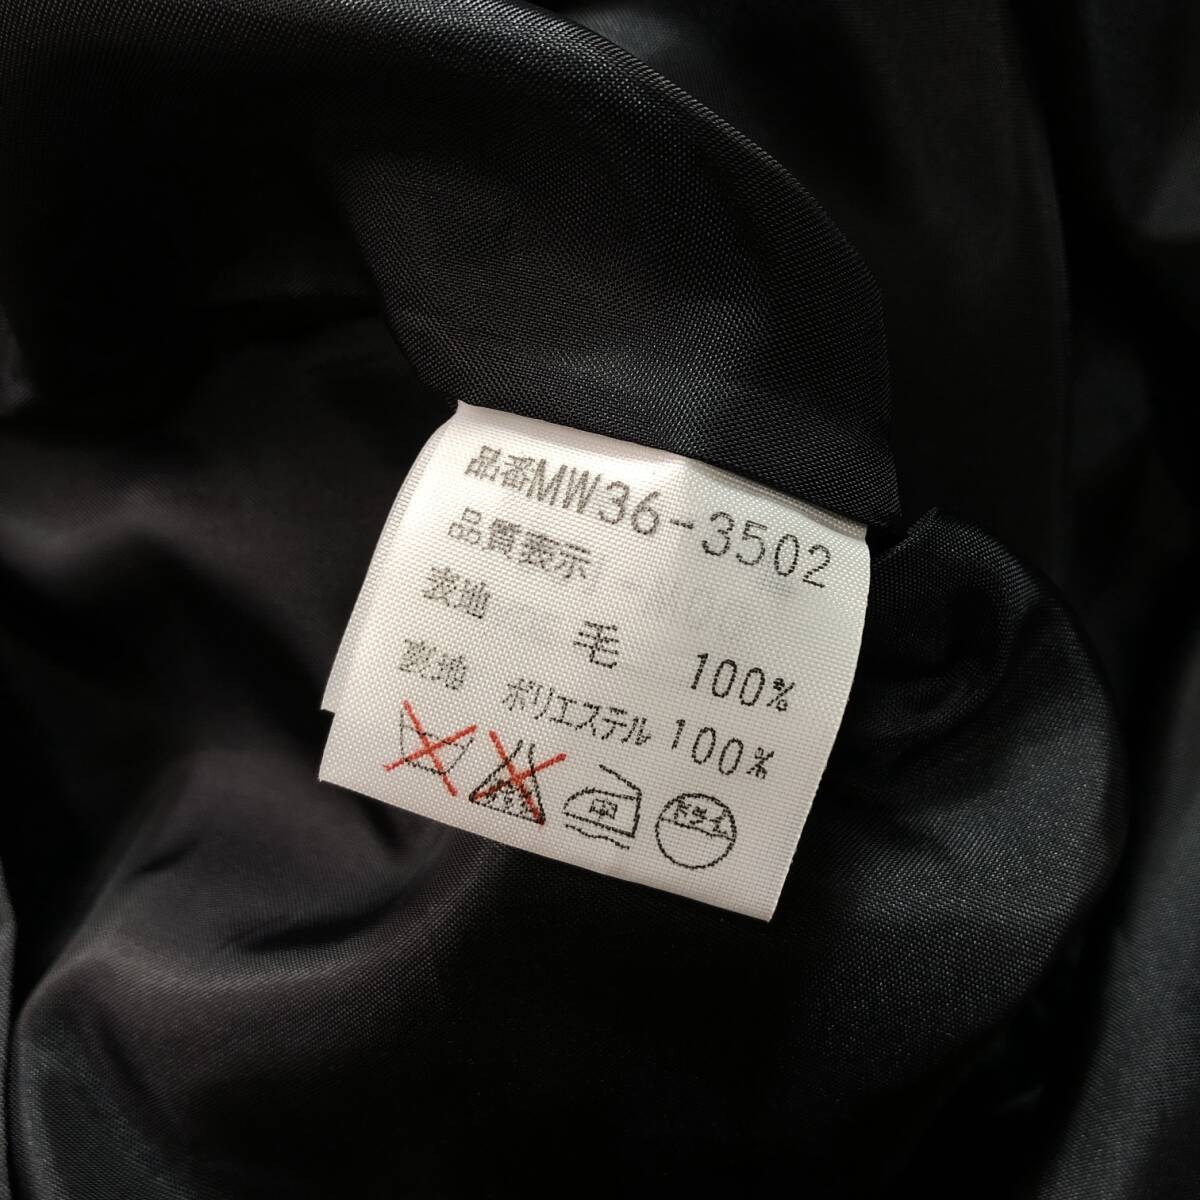 品番MW36-3502
品質表示
表地 毛 100%
裏地 ポリエステル 100%
中 ドライ